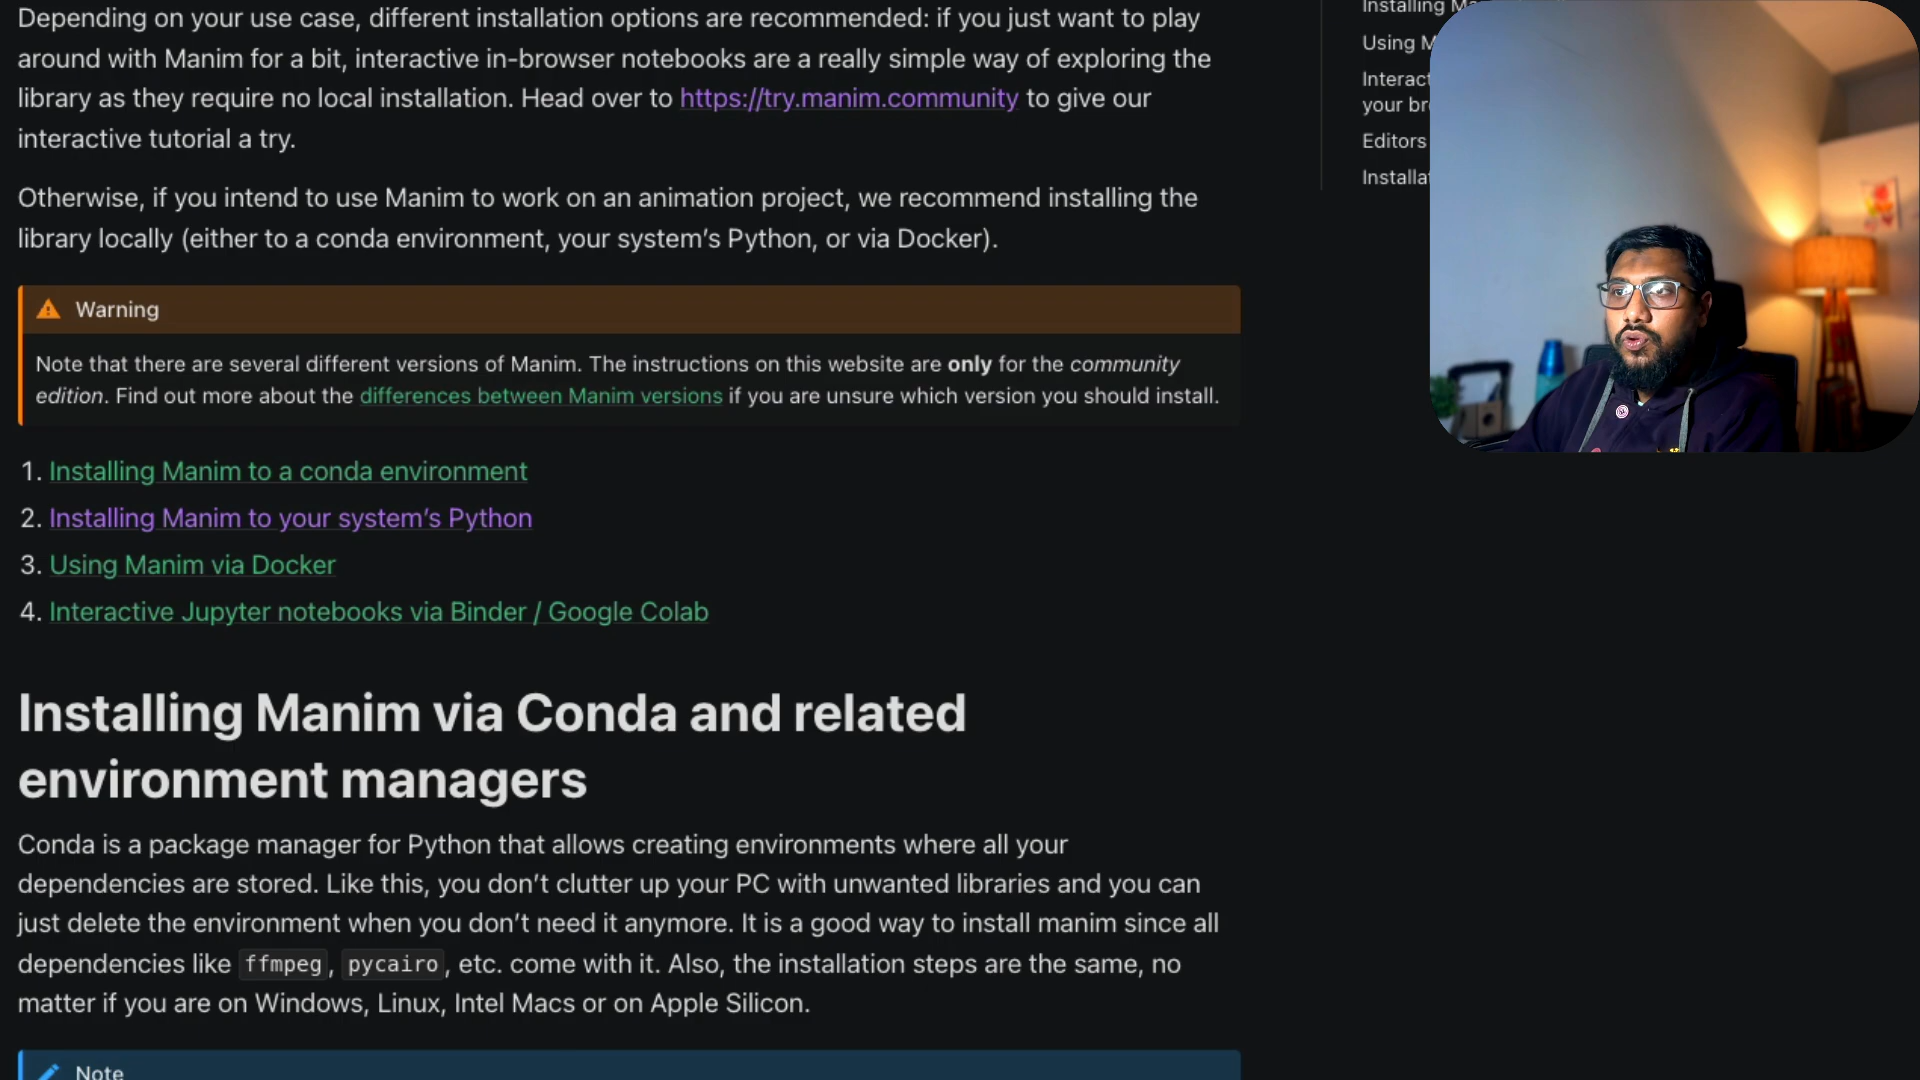 Depending on your use case, different installation options are recommended: if you just want to play
around with Manim for a bit, interactive in-browser notebooks are a really simple way of exploring the
library as they require no local installation. Head over to https://try.manim.community to give our
interactive tutorial a try.
Otherwise, if you intend to use Manim to work on an animation project, we recommend installing the
library locally (either to a conda environment, your system’s Python, or via Docker).
Warning
Note that there are several different versions of Manim. The instructions on this website are only for the community
edition. Find out more about the differences between Manim versions if you are unsure which version you should install.
1. Installing Manim to a conda environment
2. Installing Manim to your system’s Python
3. Using Manim via Docker
4. Interactive Jupyter notebooks via Binder / Google Colab
Installing Manim via Conda and related
environment managers
Conda is a package manager for Python that allows creating environments where all your
dependencies are stored. Like this, you don’t clutter up your PC with unwanted libraries and you can
just delete the environment when you don’t need it anymore. It is a good way to install manim since all
dependencies like ffmpeg, pycairo, etc. come with it. Also, the installation steps are the same, no
matter if you are on Windows, Linux, Intel Macs or on Apple Silicon.
Note
Installing
Using
your
Editors